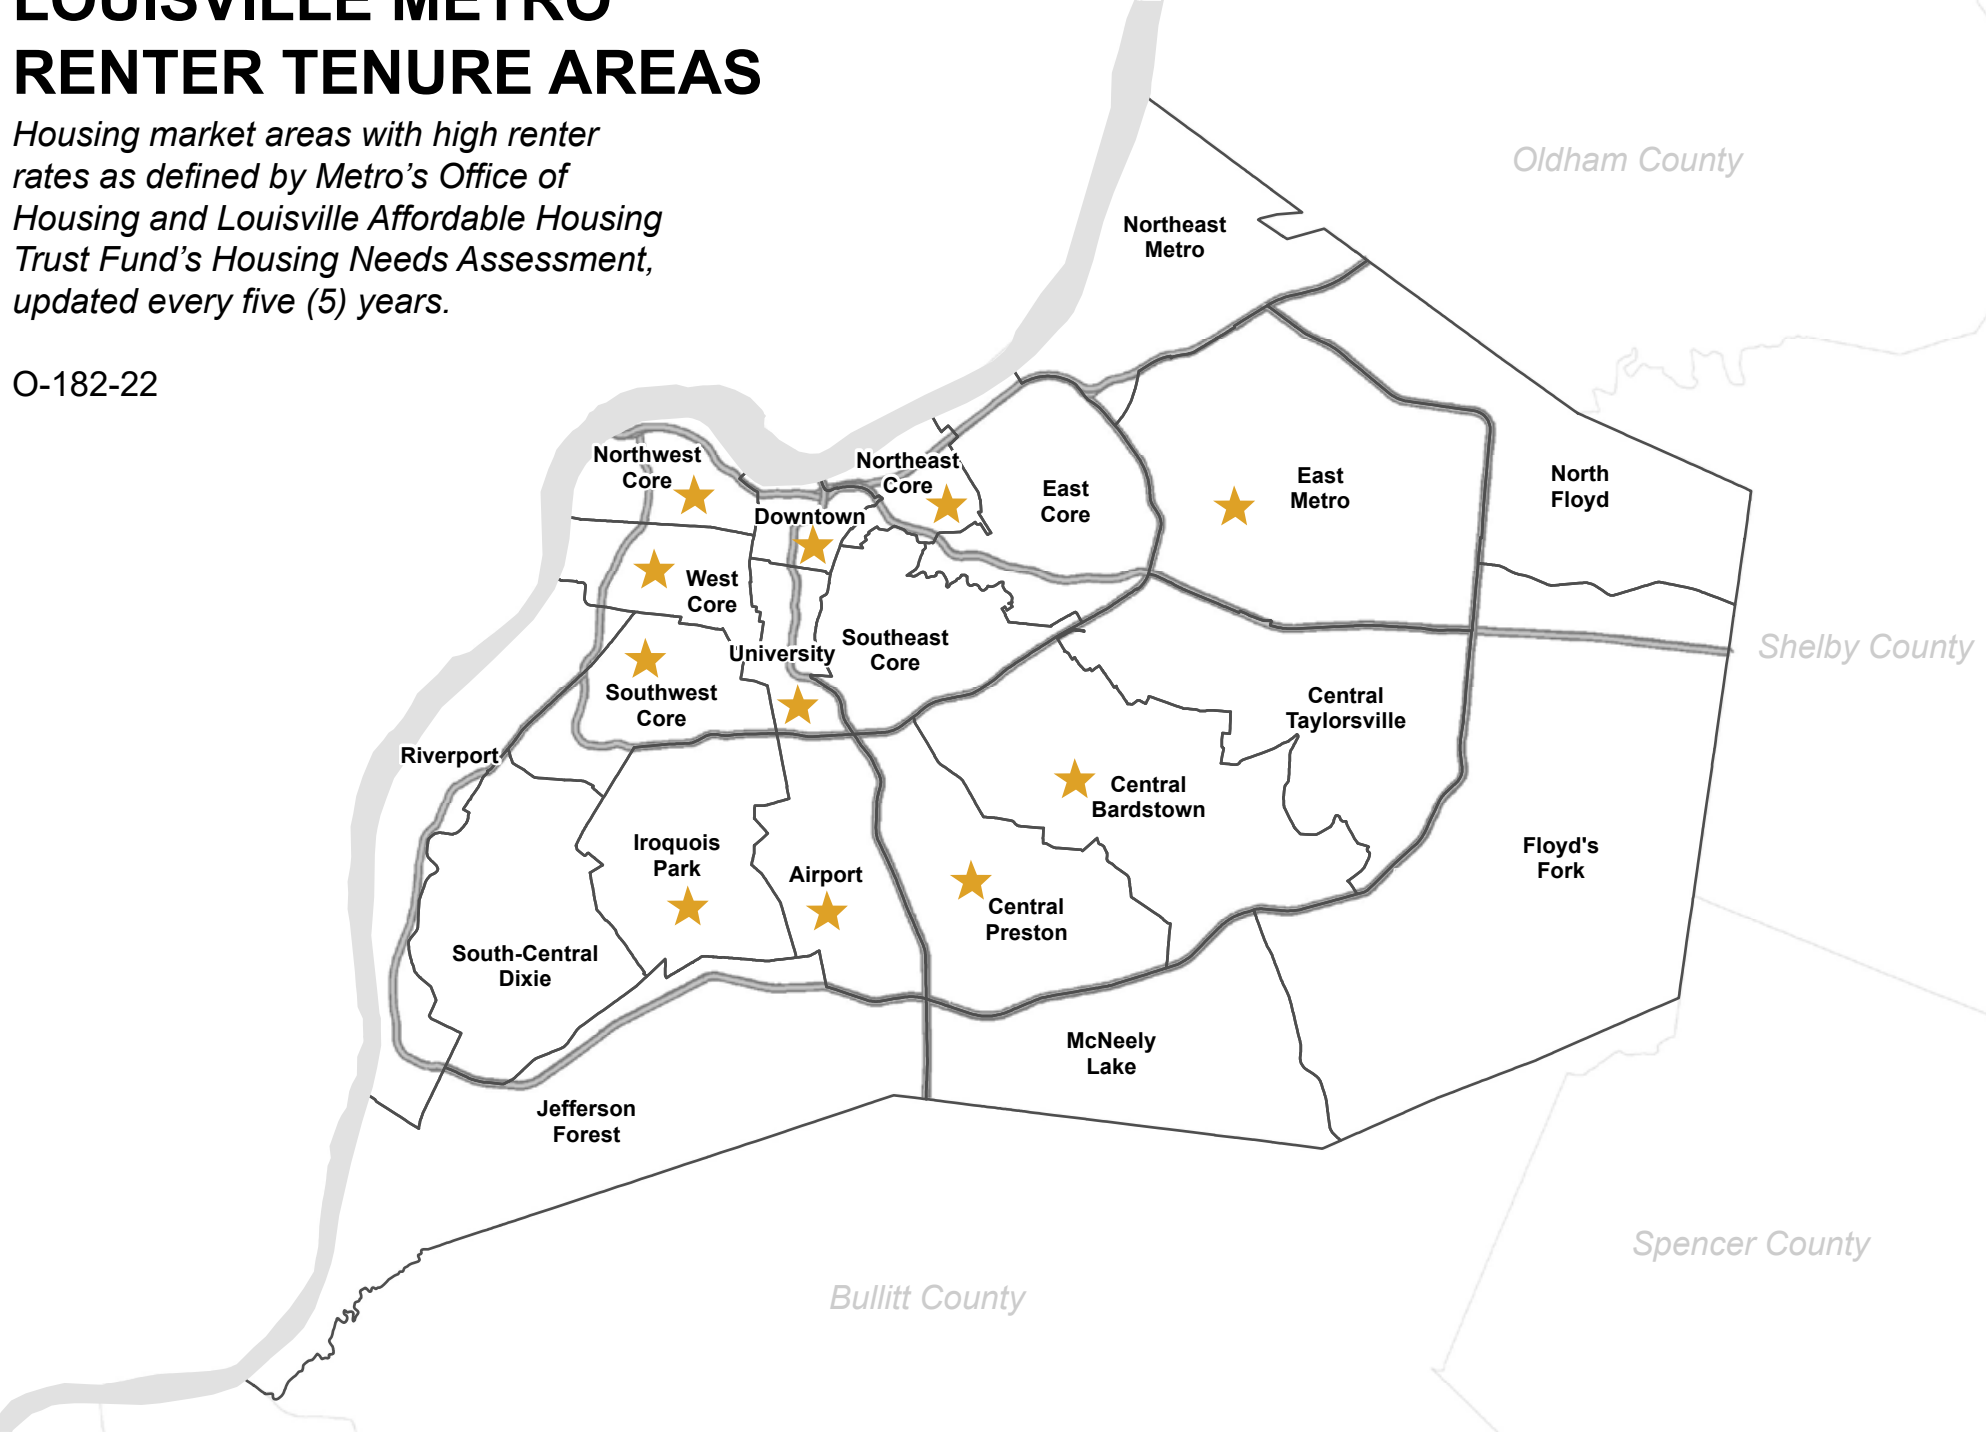 LOUISVILLE METRO
RENTER TENURE AREAS
Housing market areas with high renter
rates as defined by Metro’s Office of
Housing and Louisville Affordable Housing
Trust Fund’s Housing Needs Assessment,
updated every five (5) years.
O-182-22
Oldham County
Northeast
Metro
Northwest
Core
Northeast
Core
East
Core
East
Metro
North
Floyd
Downtown
West
Core
University
Southeast
Core
Shelby County
Southwest
Core
Central
Taylorsville
Riverport
Central
Bardstown
Iroquois
Park
Airport
Floyd's
Fork
Central
Preston
South-Central
Dixie
McNeely
Lake
Jefferson
Forest
Spencer County
Bullitt County